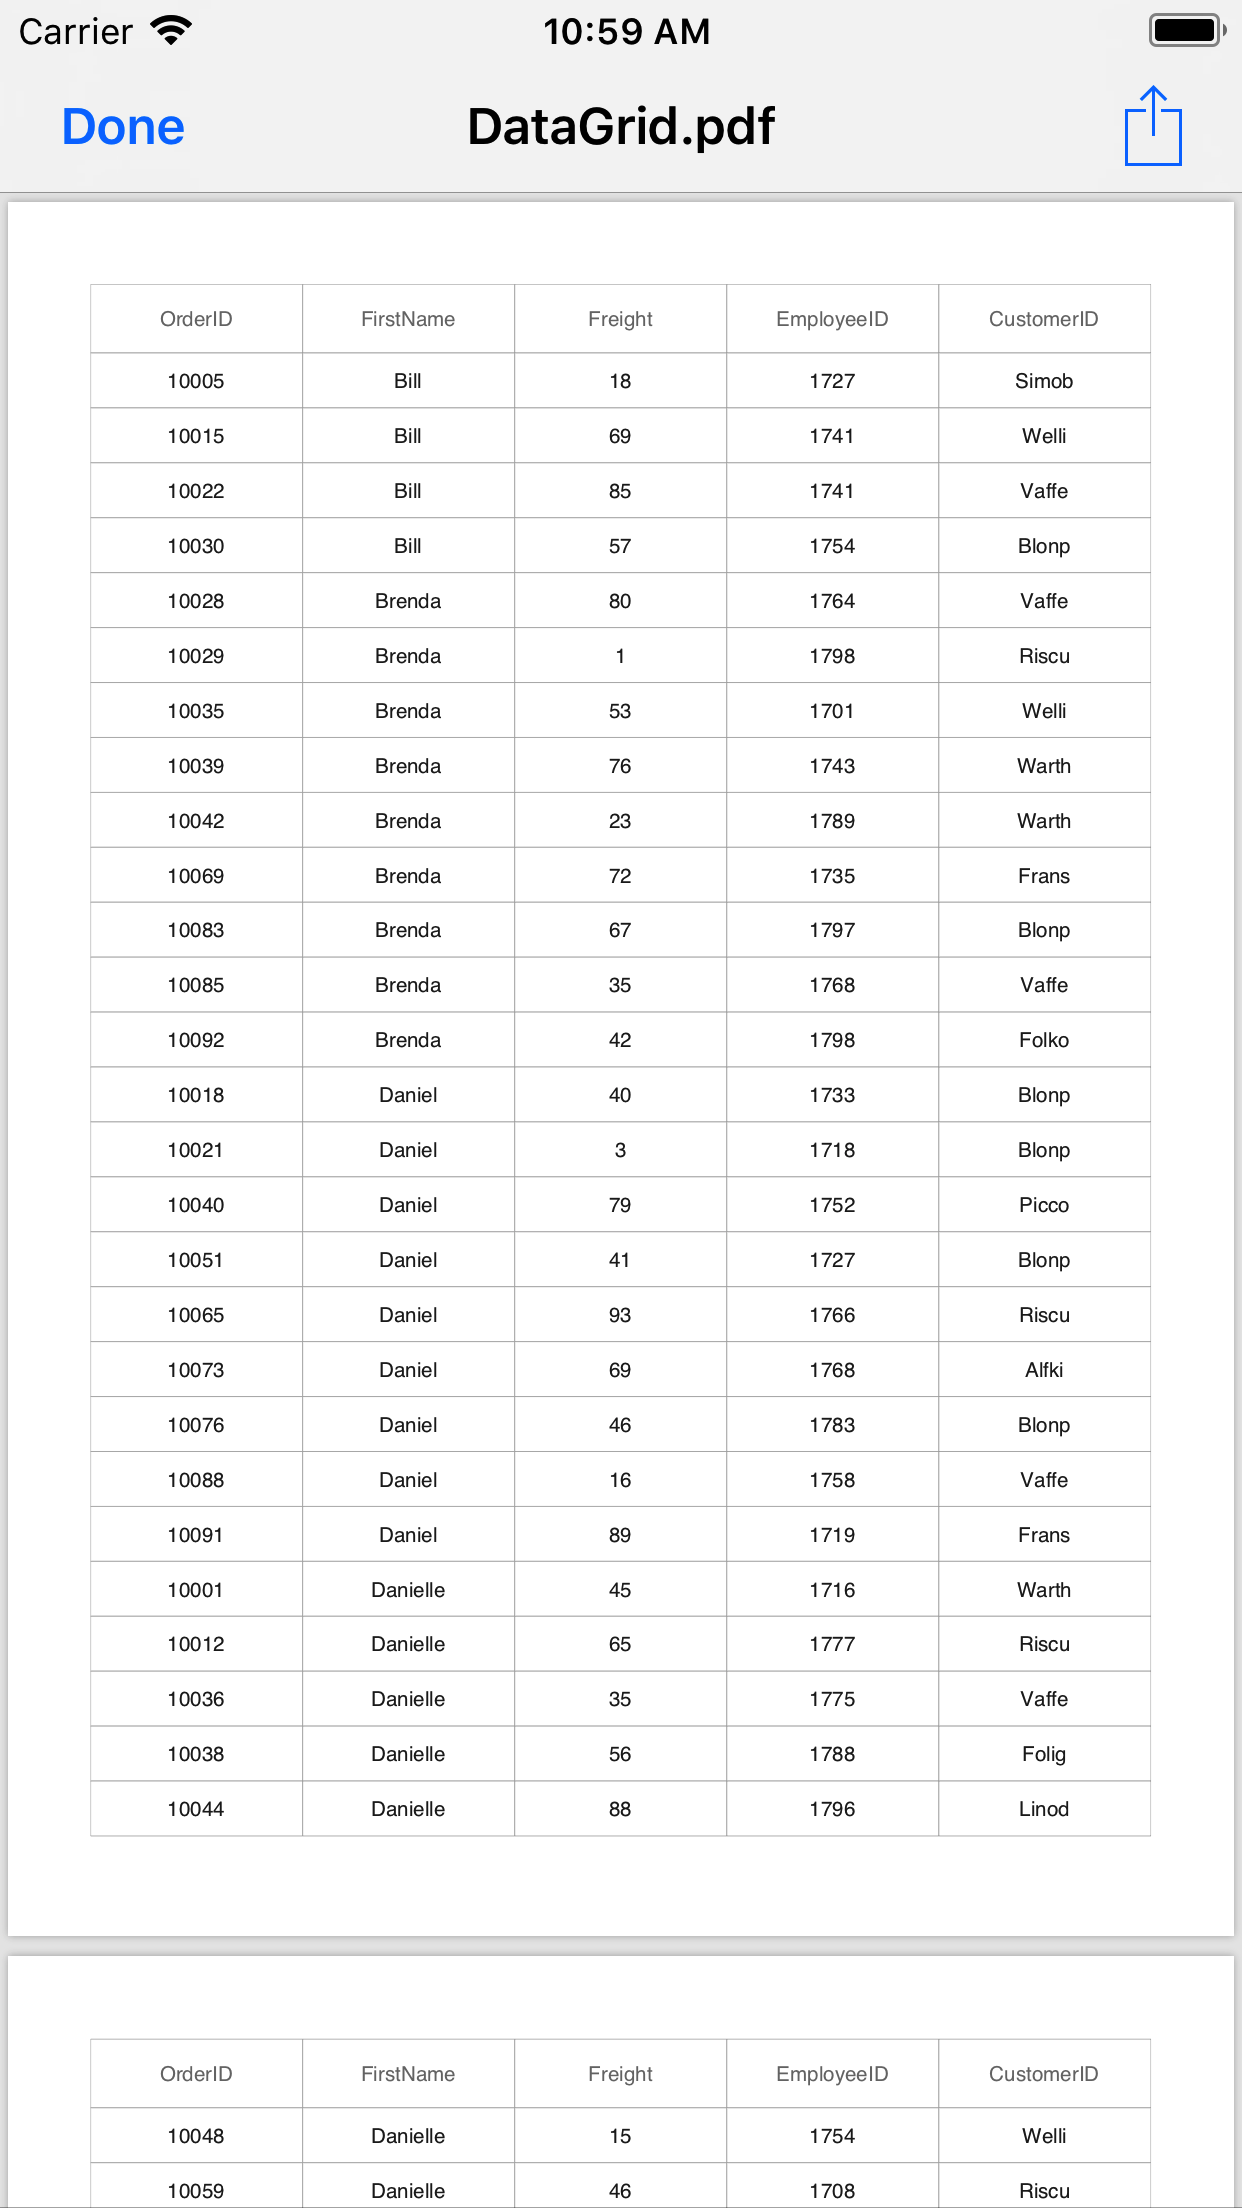 Carrier 10:59 AM
Done DataGrid.pdf
OrderID FirstName Freight EmployeeID CustomerID
10005 Bill 18 1727 Simob
10015 Bill 69 1741 Welli
10022 Bill 85 1741 Vaffe
10030 Bill 57 1754 Blonp
10028 Brenda 80 1764 Vaffe
10029 Brenda 1 1798 Riscu
10035 Brenda 53 1701 Welli
10039 Brenda 76 1743 Warth
10042 Brenda 23 1789 Warth
10069 Brenda 72 1735 Frans
10083 Brenda 67 1797 Blonp
10085 Brenda 35 1768 Vaffe
10092 Brenda 42 1798 Folko
10018 Daniel 40 1733 Blonp
10021 Daniel 3 1718 Blonp
10040 Daniel 79 1752 Picco
10051 Daniel 41 1727 Blonp
10065 Daniel 93 1766 Riscu
10073 Daniel 69 1768 Alfki
10076 Daniel 46 1783 Blonp
10088 Daniel 16 1758 Vaffe
10091 Daniel 89 1719 Frans
10001 Danielle 45 1716 Warth
10012 Danielle 65 1777 Riscu
10036 Danielle 35 1775 Vaffe
10038 Danielle 56 1788 Folig
10044 Danielle 88 1796 Linod
OrderID FirstName Freight EmployeeID CustomerID
10048 Danielle 15 1754 Welli
10059 Danielle 46 1708 Riscu